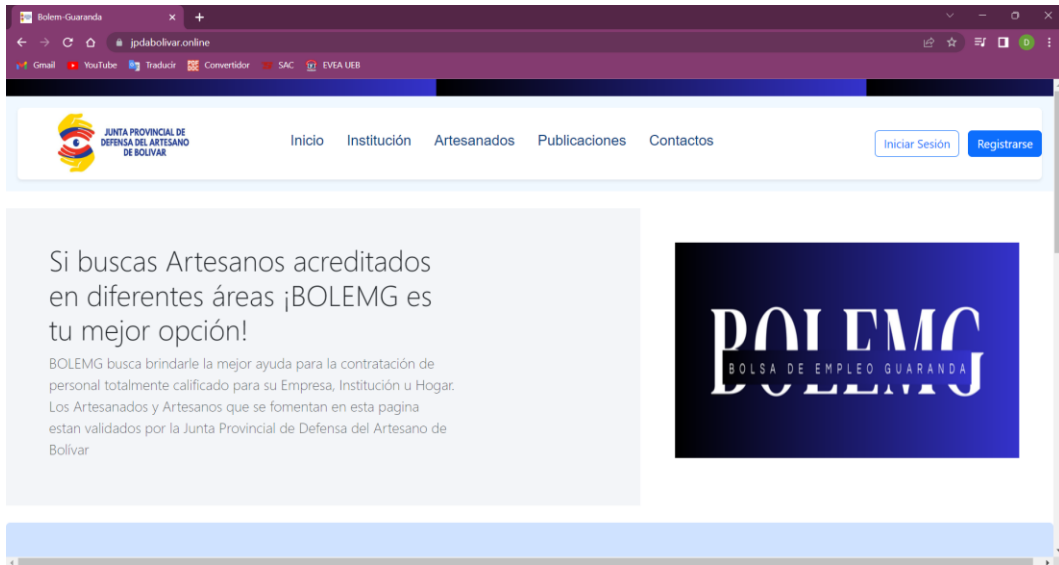 Bolem-Guaranda
jpdabolivar.online
Gmail YouTube Traducir Convertidor SAC EVEA UEB
JUNTA PROVINCIAL DE
DEFENSA DEL ARTESANO
DE BOLIVAR
Inicio Institución Artesanados Publicaciones Contactos
Iniciar Sesión Registrarse
Si buscas Artesanos acreditados
en diferentes áreas ¡BOLEMG es
tu mejor opción!
BOLEMG busca brindarle la mejor ayuda para la contratación de
personal totalmente calificado para su Empresa, Institución u Hogar.
Los Artesanados y Artesanos que se fomentan en esta pagina
estan validados por la Junta Provincial de Defensa del Artesano de
Bolívar
BOLEMG
BOLSA DE EMPLEO GUARANDA